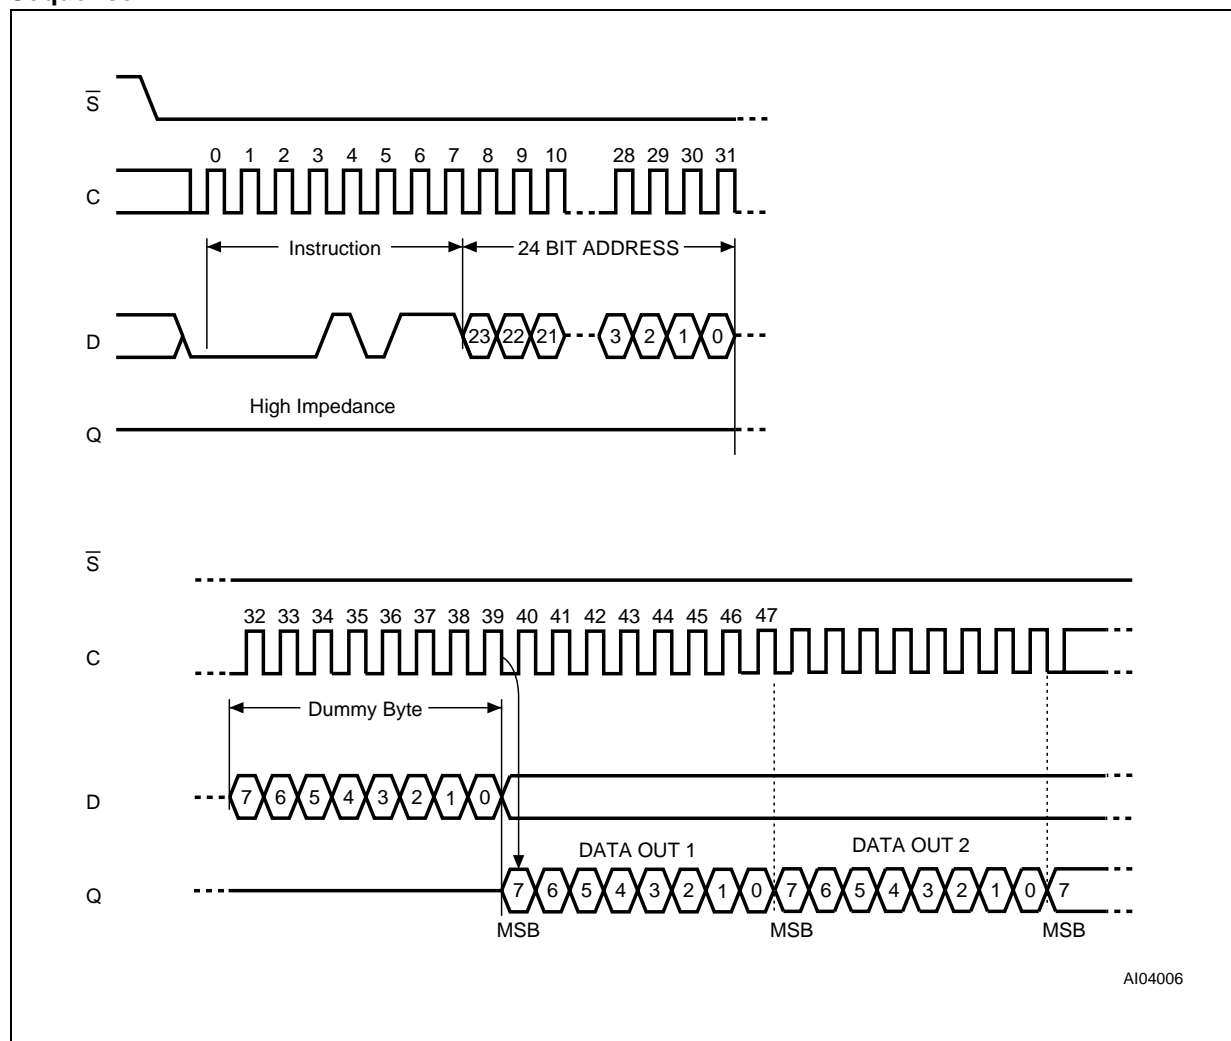 S
0 1 2 3 4 5 6 7 8 9 10 28 29 30 31
C
Instruction 24 BIT ADDRESS
D 23 22 21 3 2 1 0
High Impedance
Q
S
32 33 34 35 36 37 38 39 40 41 42 43 44 45 46 47
C
Dummy Byte
D 7 6 5 4 3 2 1 0
DATA OUT 1 DATA OUT 2
Q 7 6 5 4 3 2 1 0 7 6 5 4 3 2 1 0 7
MSB MSB MSB
AI04006